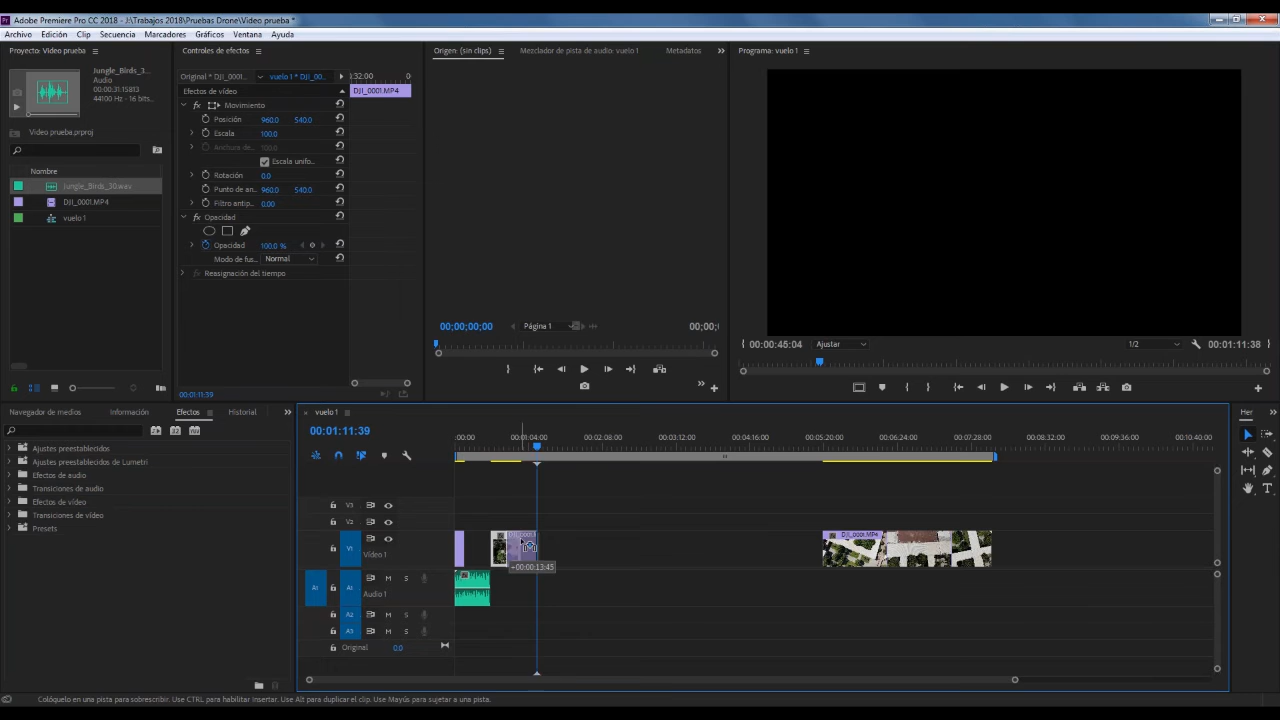 Adobe Premiere Pro CC 2018 - J:\Trabajos 2018\Pruebas Drone\Video prueba *
Archivo Edición Clip Secuencia Marcadores Gráficos Ventana Ayuda
Proyecto: Vídeo prueba
Controles de efectos
Origen: (sin clips)
Mezclador de pista de audio: vuelo 1
Metadatos
Programa: vuelo 1
Jungle_Birds_3...
Audio
00:00:31:15813
44100 Hz - 16 bits...
Vídeo prueba.prproj
Nombre
Jungle_Birds_30.wav
DJI_0001.MP4
vuelo 1
Original * DJI_0001...
vuelo 1 * DJI_00...
:32:00
Efectos de vídeo
DJI_0001.MP4
Movimiento
Posición 960.0 540.0
Escala 100.0
Anchura de... 100.0
Escala unifo...
Rotación 0.0
Punto de an... 960.0 540.0
Filtro antip... 0.00
Opacidad
Opacidad 100.0 %
Modo de fus... Normal
Reasignación del tiempo
00:01:11:39
00;00;00;00
Página 1
00;00;0
00:00:45:04
Ajustar
1/2
00:01:11:38
Navegador de medios
Información
Efectos
Historial
Ajustes preestablecidos
Ajustes preestablecidos de Lumetri
Efectos de audio
Transiciones de audio
Efectos de vídeo
Transiciones de vídeo
Presets
vuelo 1
00:01:11:39
:00:00 00:01:04:00 00:02:08:00 00:03:12:00 00:04:16:00 00:05:20:00 00:06:24:00 00:07:28:00 00:08:32:00 00:09:36:00 00:10:40:00
V3
V2
V1
Vídeo 1
DJI_0001.MP4
+00:00:13:45
A1 A1 M S
Audio 1
A2 M S
A3 M S
Original 0.0
Her
Colóquelo en una pista para sobrescribir. Use CTRL para habilitar Insertar. Use Alt para duplicar el clip. Use Mayús para sujetar a una pista.